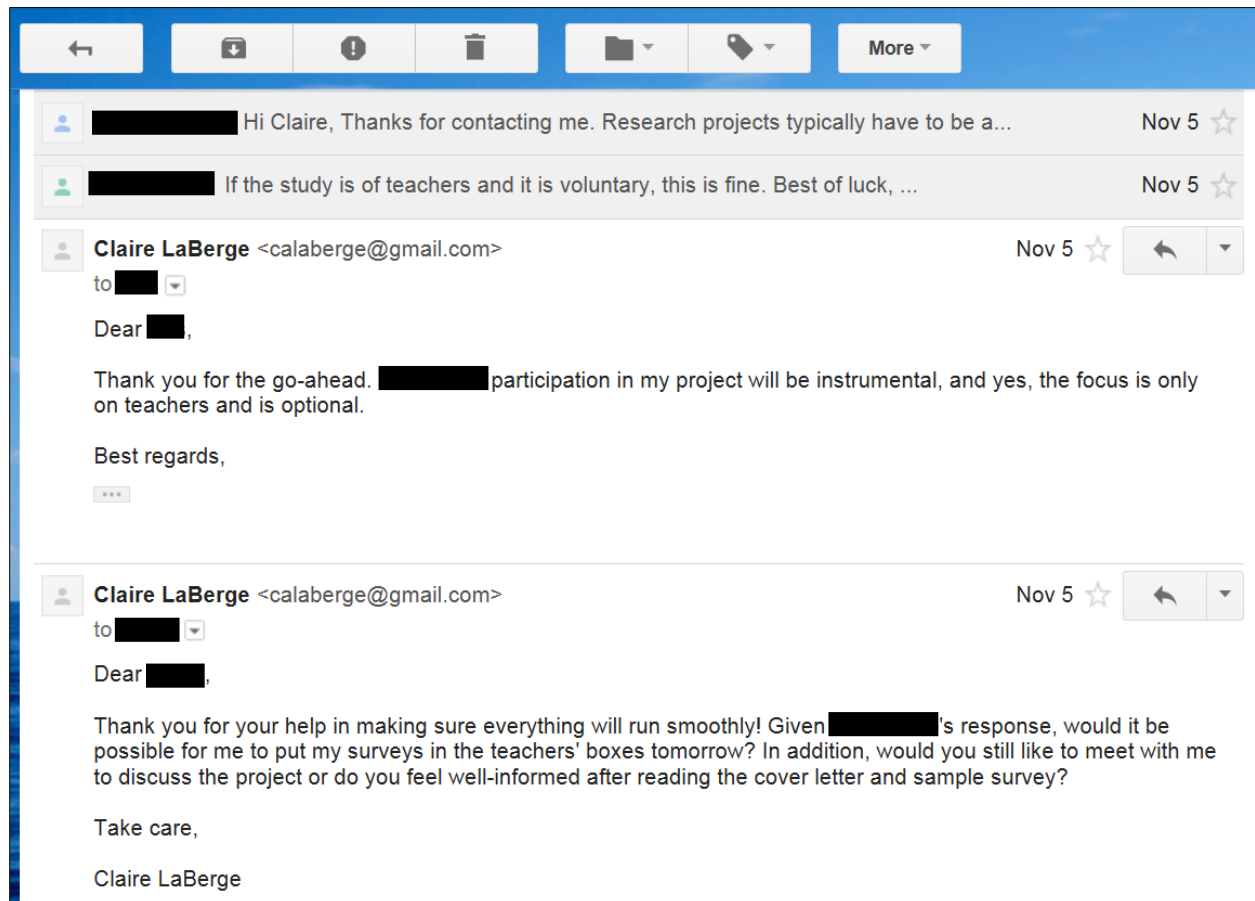 More
Hi Claire, Thanks for contacting me. Research projects typically have to be a... Nov 5
If the study is of teachers and it is voluntary, this is fine. Best of luck, ... Nov 5
Claire LaBerge <calaberge@gmail.com> Nov 5
to
Dear ,
Thank you for the go-ahead. participation in my project will be instrumental, and yes, the focus is only
on teachers and is optional.
Best regards,
Claire LaBerge <calaberge@gmail.com> Nov 5
to
Dear ,
Thank you for your help in making sure everything will run smoothly! Given 's response, would it be
possible for me to put my surveys in the teachers' boxes tomorrow? In addition, would you still like to meet with me
to discuss the project or do you feel well-informed after reading the cover letter and sample survey?
Take care,
Claire LaBerge